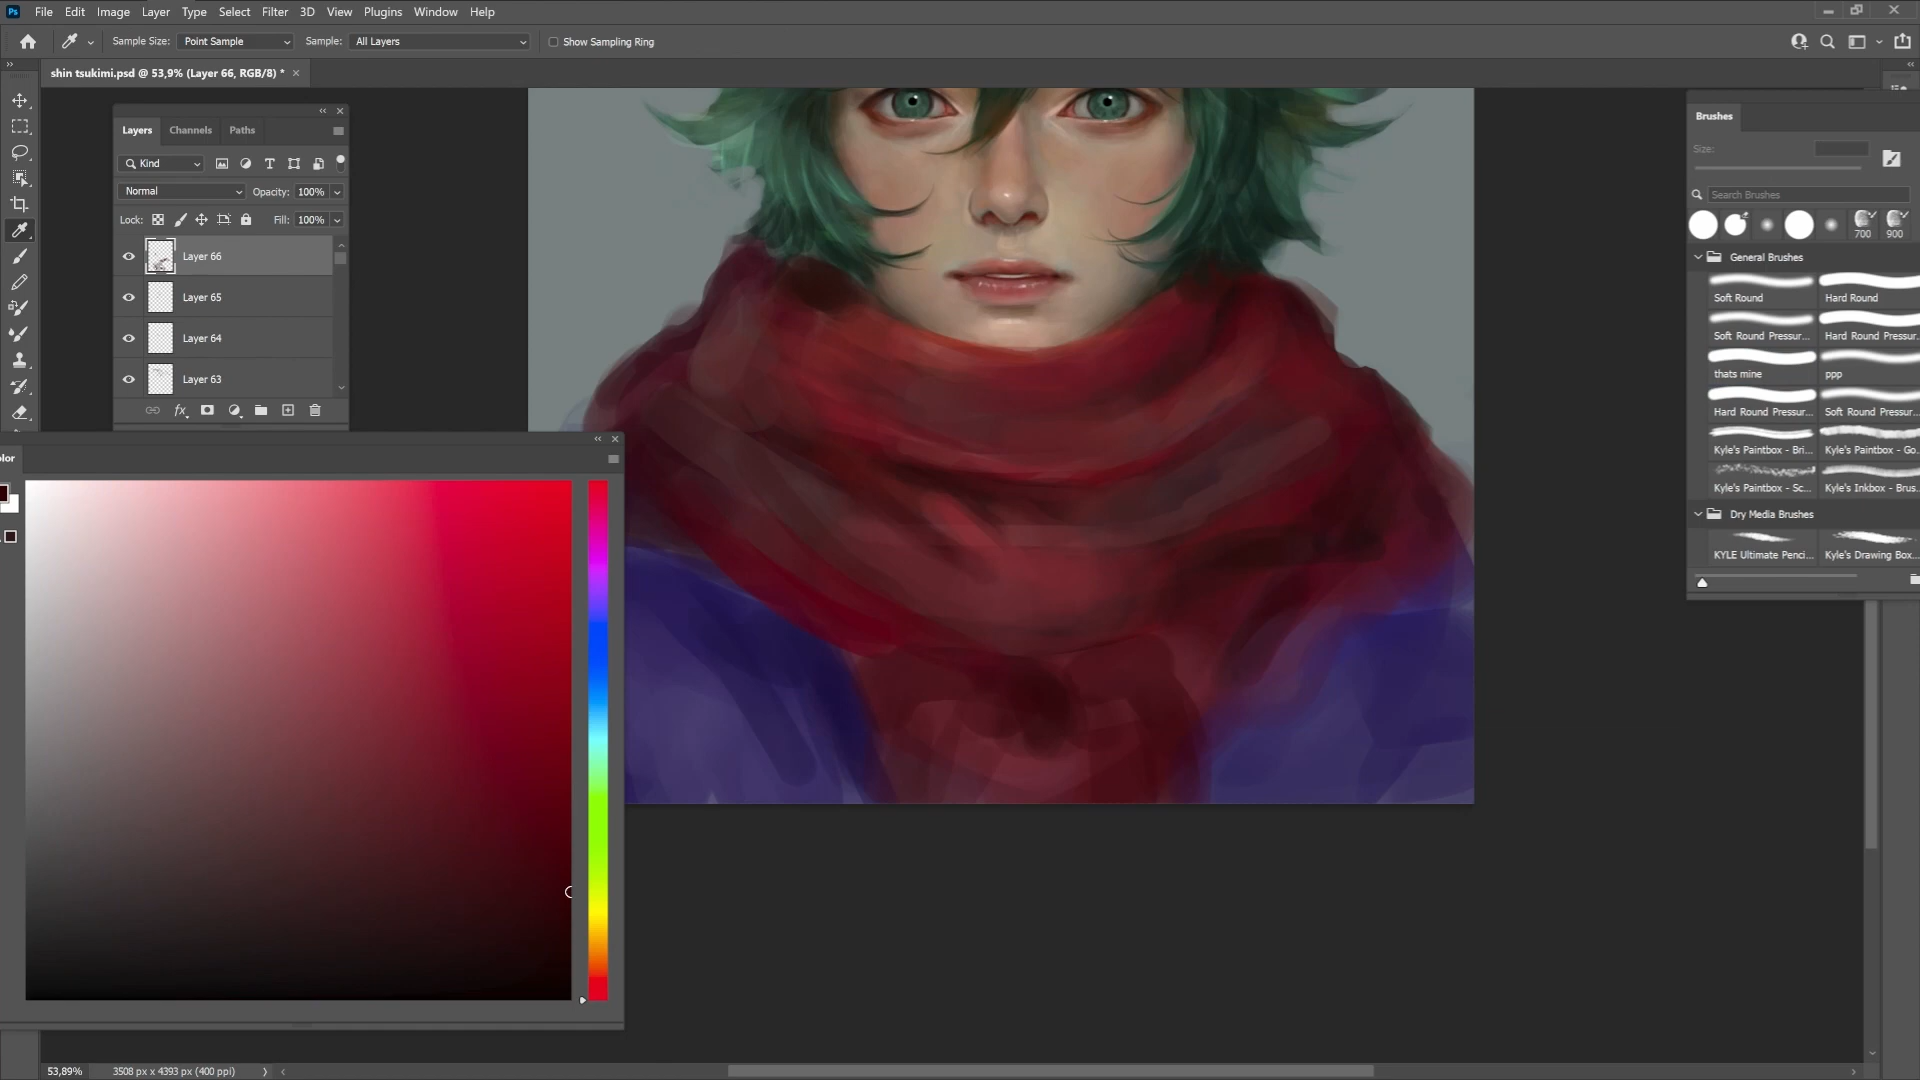 Ps File Edit Image Layer Type Select Filter 3D View Plugins Window Help
Sample Size: Point Sample Sample: All Layers Show Sampling Ring
shin tsukimi.psd @ 53,9% (Layer 66, RGB/8) *
Layers Channels Paths
Kind
Normal Opacity: 100%
Lock: Fill: 100%
Layer 66
Layer 65
Layer 64
Layer 63
fx
olor
Brushes
Size:
Search Brushes
700 900
General Brushes
Soft Round Hard Round
Soft Round Pressur... Hard Round Pressur...
thats mine ppp
Hard Round Pressur... Soft Round Pressur...
Kyle's Paintbox - Bri... Kyle's Paintbox - Go...
Kyle's Paintbox - Sc... Kyle's Inkbox - Brus...
Dry Media Brushes
KYLE Ultimate Penci... Kyle's Drawing Box...
53,89% 3508 px x 4393 px (400 ppi)